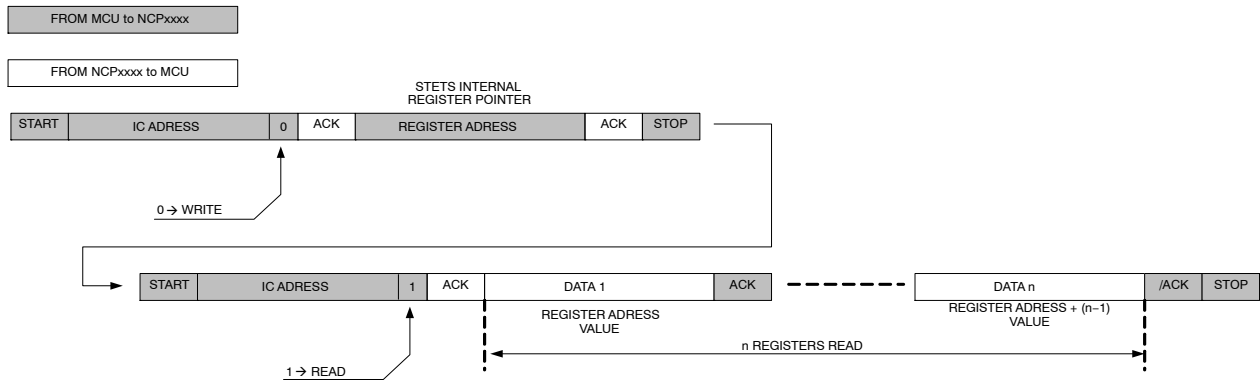 FROM MCU to NCPxxxx
FROM NCPxxxx to MCU
STETS INTERNAL
REGISTER POINTER
START IC ADRESS 0 ACK REGISTER ADRESS ACK STOP
0 → WRITE
START IC ADRESS 1 ACK DATA 1 ACK DATA n /ACK STOP
REGISTER ADRESS
VALUE
REGISTER ADRESS + (n−1)
VALUE
n REGISTERS READ
1 → READ